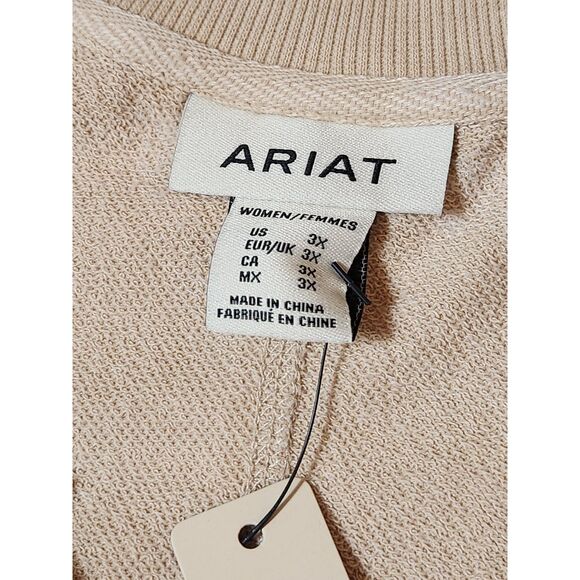 ARIAT
WOMEN/FEMMES
US 3X
EUR/UK 3X
CA 3X
MX 3X
MADE IN CHINA
FABRIQUÉ EN CHINE